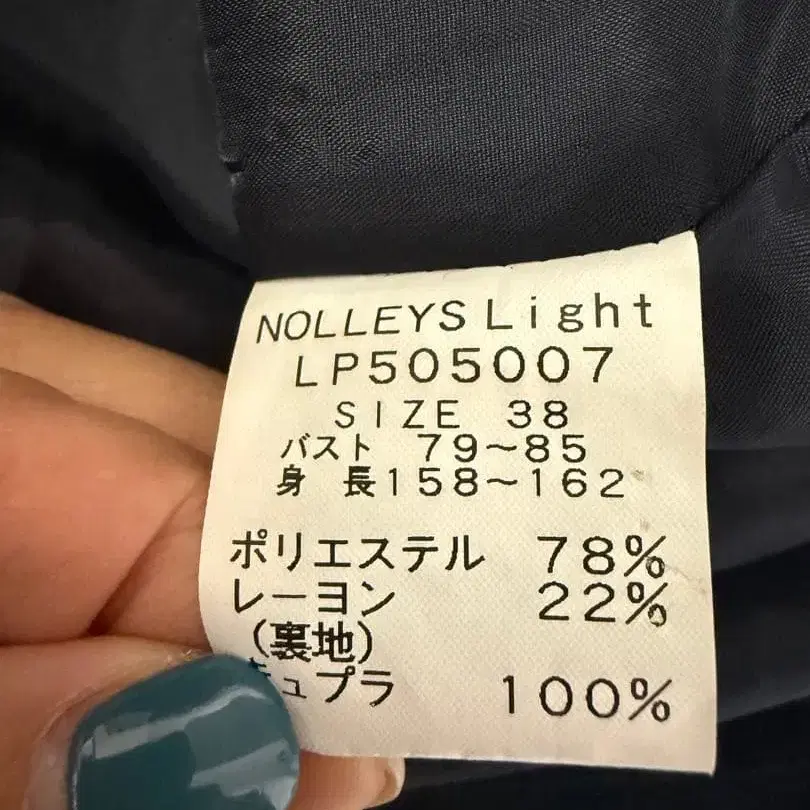 NOLLEYS Light
LP505007
SIZE 38
バスト 79～85
身 長158～162
ポリエステル 78%
レーヨン 22%
(裏地)
キュプラ 100%